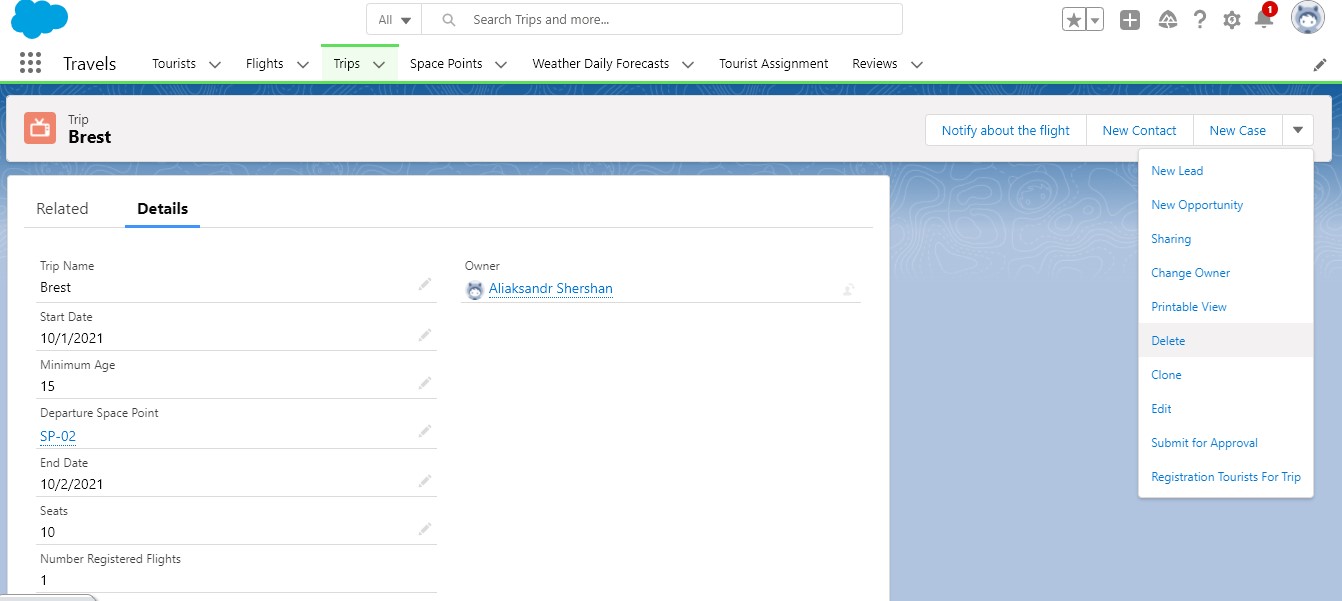 All
Search Trips and more...
1
Travels
Tourists
Flights
Trips
Space Points
Weather Daily Forecasts
Tourist Assignment
Reviews
Trip
Brest
Notify about the flight
New Contact
New Case
New Lead
New Opportunity
Sharing
Change Owner
Printable View
Delete
Clone
Edit
Submit for Approval
Registration Tourists For Trip
Related
Details
Trip Name
Brest
Owner
Aliaksandr Shershan
Start Date
10/1/2021
Minimum Age
15
Departure Space Point
SP-02
End Date
10/2/2021
Seats
10
Number Registered Flights
1